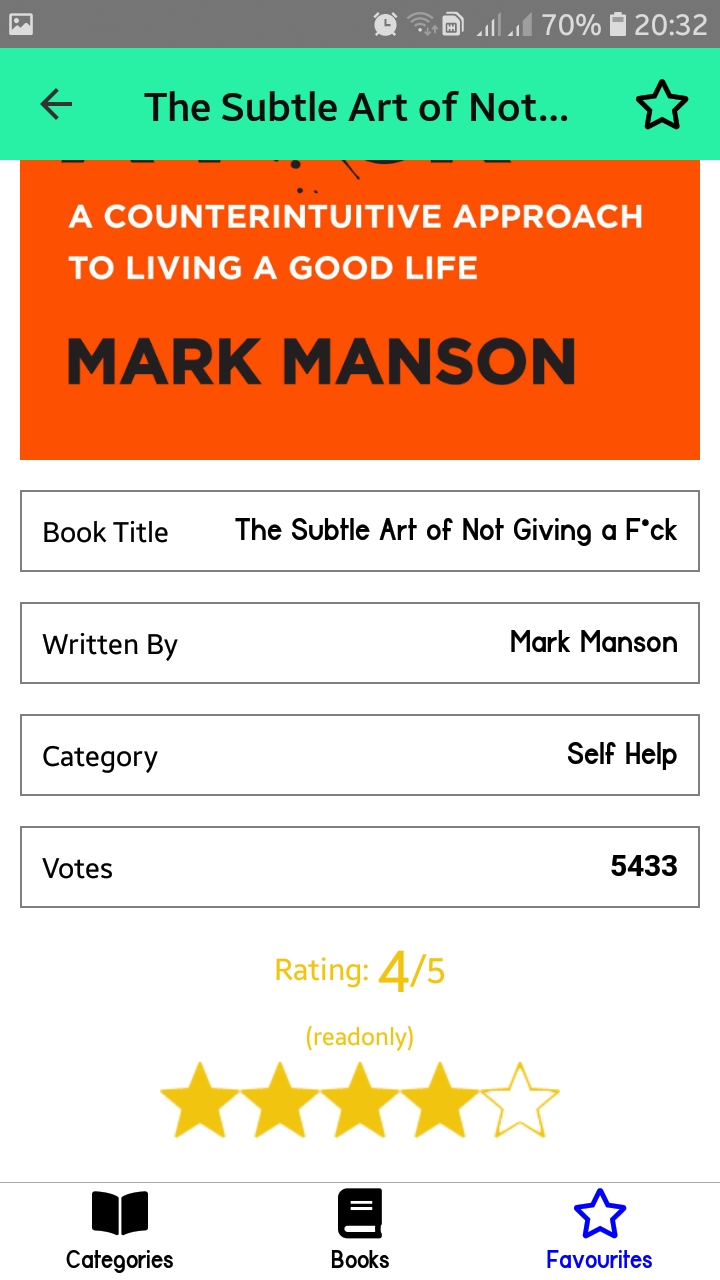 70% 20:32
The Subtle Art of Not...
A COUNTERINTUITIVE APPROACH
TO LIVING A GOOD LIFE
MARK MANSON
Book Title The Subtle Art of Not Giving a F*ck
Written By Mark Manson
Category Self Help
Votes 5433
Rating: 4/5
(readonly)
Categories Books Favourites